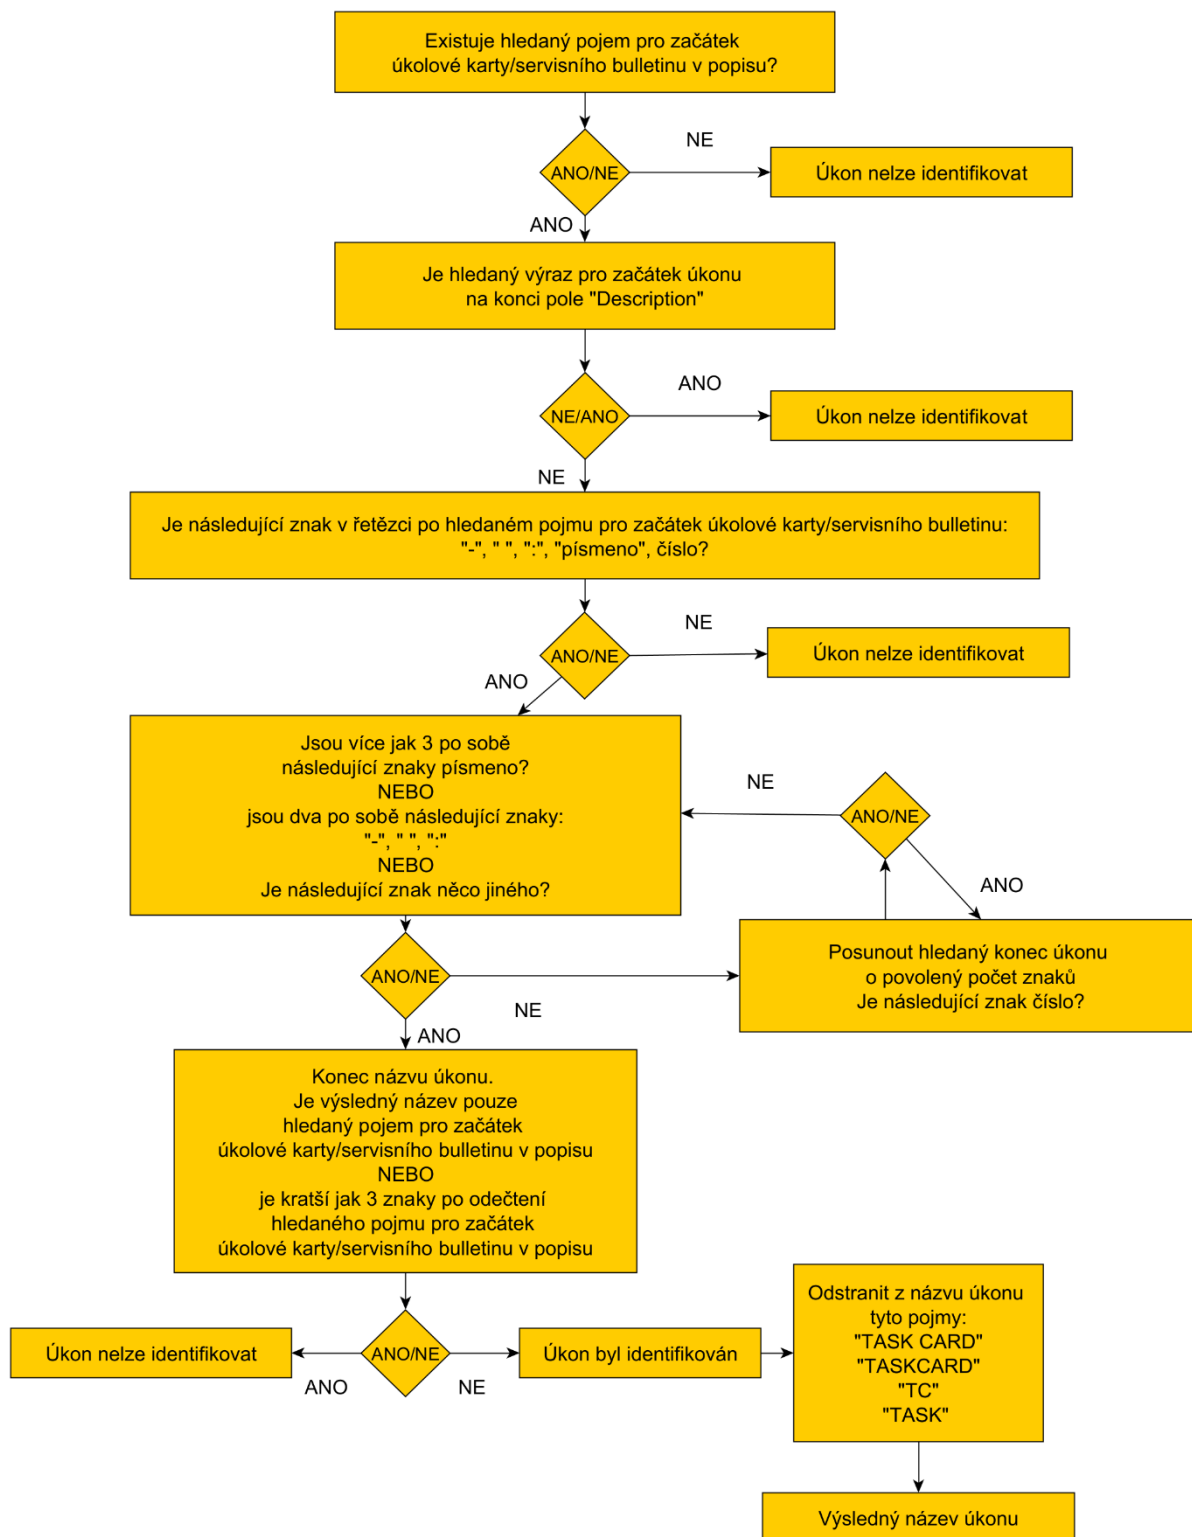 Existuje hledaný pojem pro začátek
úkolové karty/servisního bulletinu v popisu?
ANO/NE
NE
Úkon nelze identifikovat
ANO
Je hledaný výraz pro začátek úkonu
na konci pole "Description"
NE/ANO
ANO
Úkon nelze identifikovat
NE
Je následující znak v řetězci po hledaném pojmu pro začátek úkolové karty/servisního bulletinu:
"-", " ", ":", "písmeno", číslo?
ANO/NE
NE
Úkon nelze identifikovat
ANO
Jsou více jak 3 po sobě
následující znaky písmeno?
NEBO
jsou dva po sobě následující znaky:
"-", " ", ":"
NEBO
Je následující znak něco jiného?
NE
ANO/NE
ANO
Posunout hledaný konec úkonu
o povolený počet znaků
Je následující znak číslo?
ANO/NE
NE
ANO
Konec názvu úkonu.
Je výsledný název pouze
hledaný pojem pro začátek
úkolové karty/servisního bulletinu v popisu
NEBO
je kratší jak 3 znaky po odečtení
hledaného pojmu pro začátek
úkolové karty/servisního bulletinu v popisu
Úkon nelze identifikovat
ANO
ANO/NE
NE
Úkon byl identifikován
Odstranit z názvu úkonu
tyto pojmy:
"TASK CARD"
"TASKCARD"
"TC"
"TASK"
Výsledný název úkonu